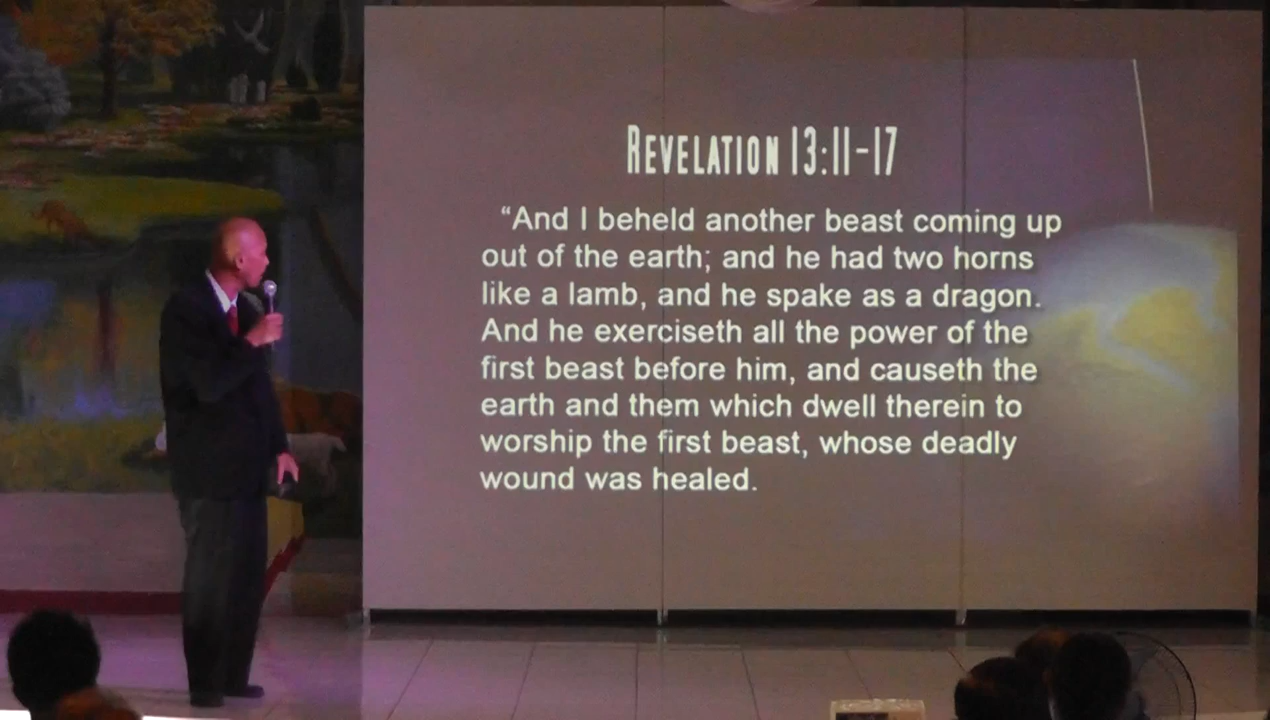 REVELATION 13:11-17
“And I beheld another beast coming up
out of the earth; and he had two horns
like a lamb, and he spake as a dragon.
And he exerciseth all the power of the
first beast before him, and causeth the
earth and them which dwell therein to
worship the first beast, whose deadly
wound was healed.